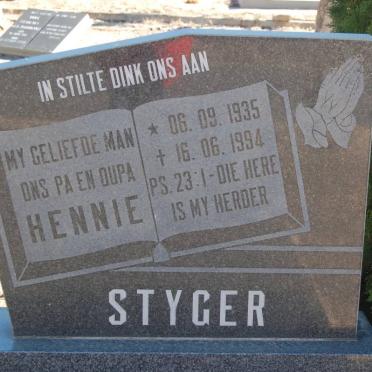 IN STILTE DINK ONS AAN
MY GELIEFDE MAN
ONS PA EN OUPA
HENNIE
★ 06. 09. 1935
✝ 16. 06. 1994
PS. 23:1 - DIE HERE
IS MY HERDER
STYGER